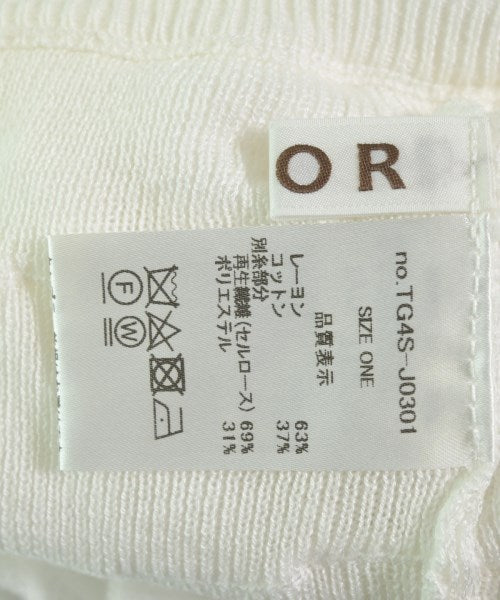 OR
no.TG4S-J0301
SIZE ONE
品質表示
レーヨン 63%
コットン 37%
別糸部分
再生繊維(セルロース) 69%
ポリエステル 31%
F
W